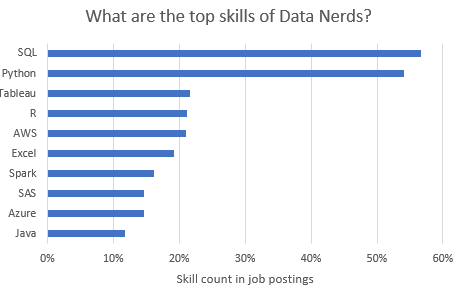 What are the top skills of Data Nerds?
SQL
Python
Tableau
R
AWS
Excel
Spark
SAS
Azure
Java
0% 10% 20% 30% 40% 50% 60%
Skill count in job postings